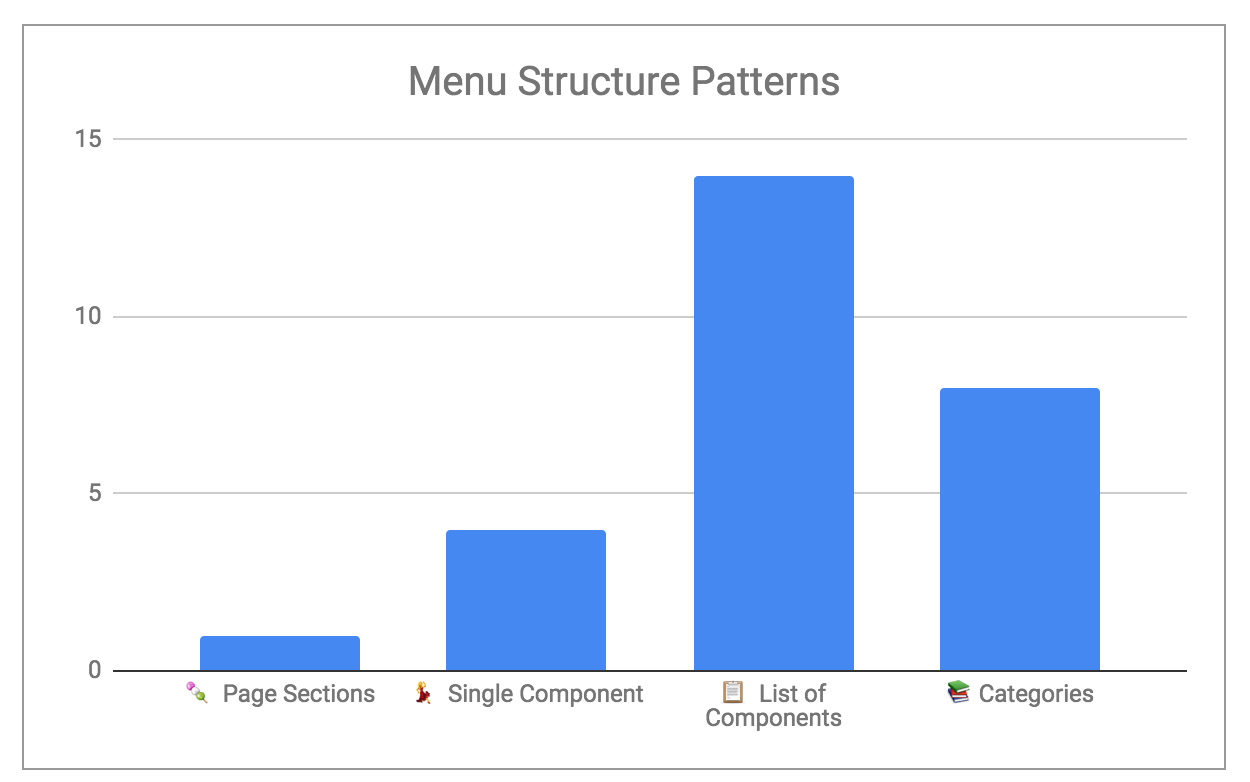 Menu Structure Patterns
15
10
5
0
🍡 Page Sections
💃 Single Component
📋 List of
Components
📚 Categories